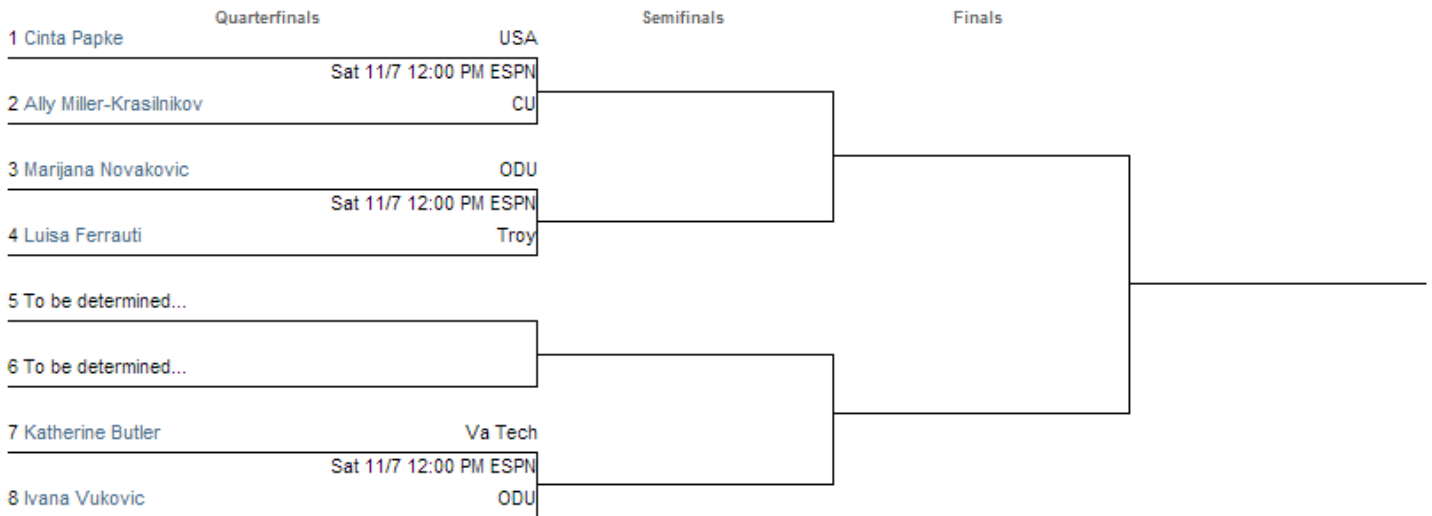 Quarterfinals Semifinals Finals
1 Cinta Papke USA
Sat 11/7 12:00 PM ESPN
2 Ally Miller-Krasilnikov CU
3 Marijana Novakovic ODU
Sat 11/7 12:00 PM ESPN
4 Luisa Ferrauti Troy
5 To be determined...
6 To be determined...
7 Katherine Butler Va Tech
Sat 11/7 12:00 PM ESPN
8 Ivana Vukovic ODU